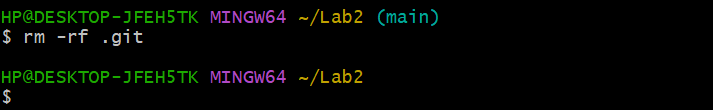 HP@DESKTOP-JFEH5TK MINGW64 ~/Lab2 (main)
$ rm -rf .git
HP@DESKTOP-JFEH5TK MINGW64 ~/Lab2
$